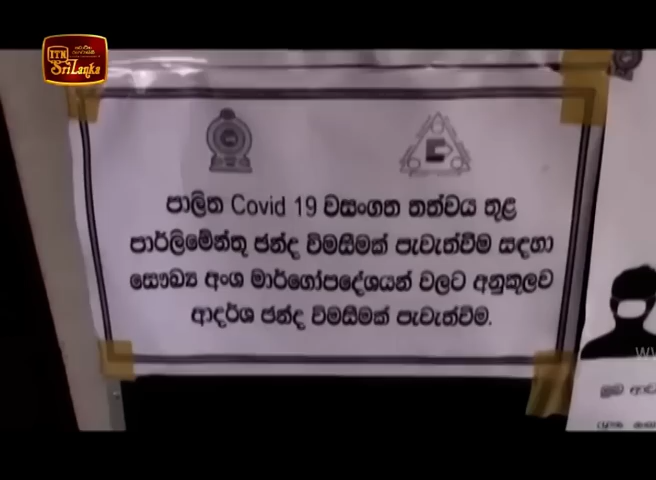 ITN
SriLanka
පාලිත Covid 19 වසංගත තත්වය තුළ
පාර්ලිමේන්තු ඡන්ද විමසීමක් පැවැත්වීම සඳහා
සෞඛ්‍ය අංශ මාර්ගෝපදේශයන් වලට අනුකූලව
ආදර්ශ ඡන්ද විමසීමක් පැවැත්වීම.